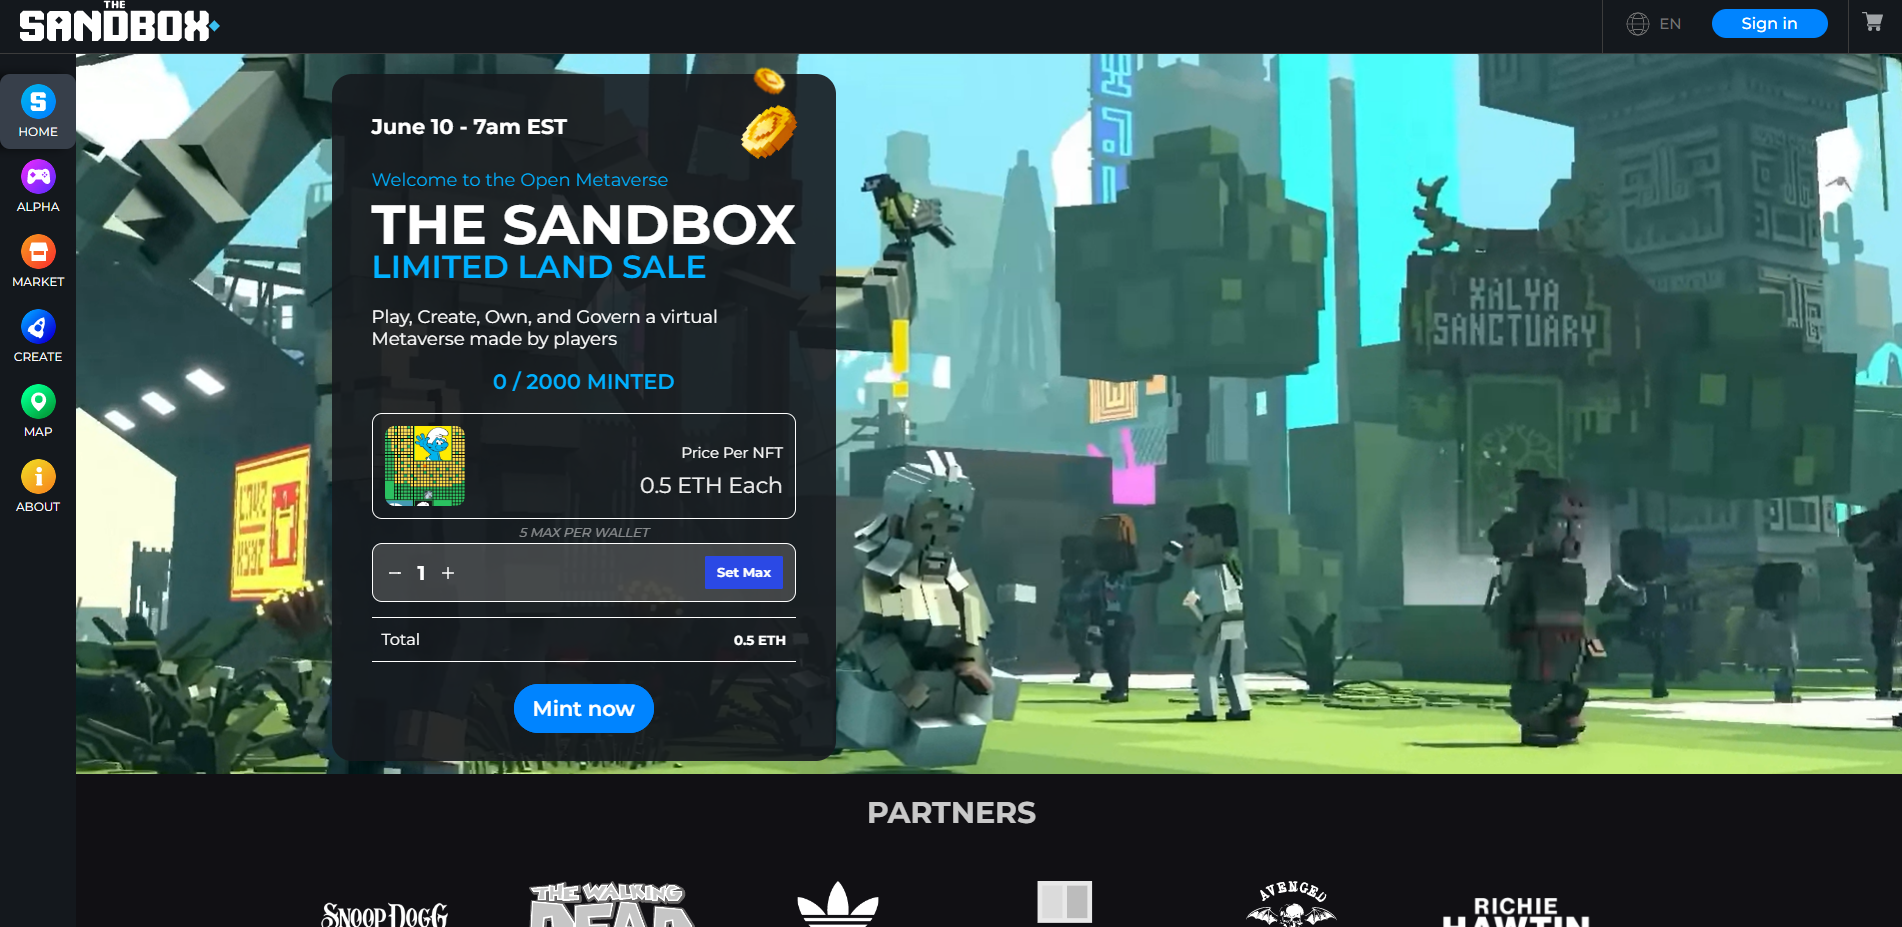 THE
SANDBOX
EN
Sign in
HOME
ALPHA
MARKET
CREATE
MAP
ABOUT
June 10 - 7am EST
Welcome to the Open Metaverse
THE SANDBOX
LIMITED LAND SALE
Play, Create, Own, and Govern a virtual
Metaverse made by players
0 / 2000 MINTED
Price Per NFT
0.5 ETH Each
5 MAX PER WALLET
− 1 +
Set Max
Total
0.5 ETH
Mint now
XALYA
SANCTUARY
PARTNERS
SNOOP DOGG
THE WALKING
DEAD
AVENGED
RICHIE
HAWTIN